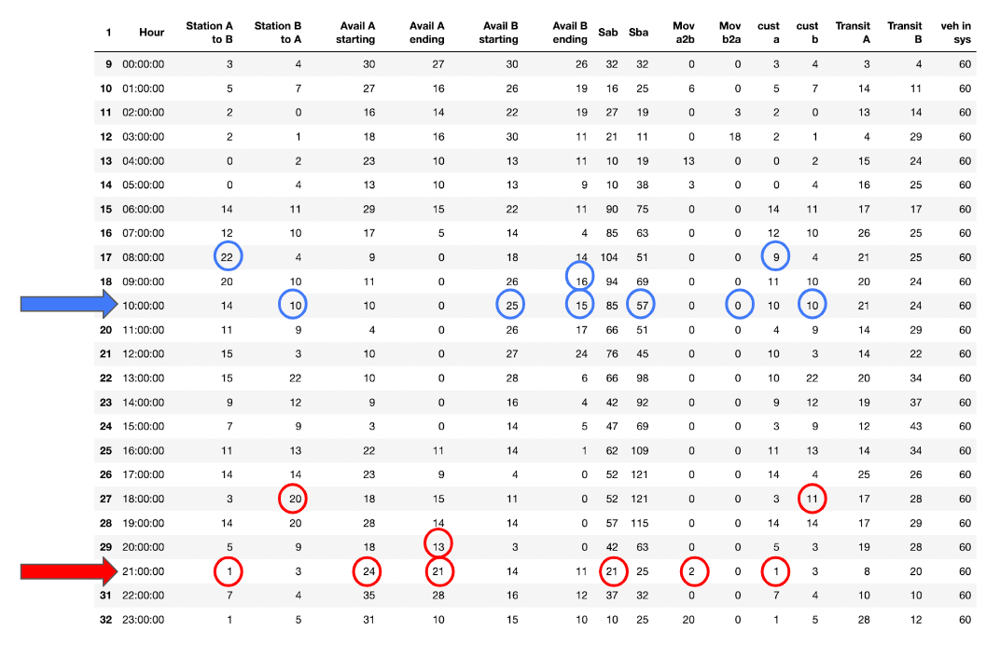 1 Hour Station A to B Station B to A Avail A starting Avail A ending Avail B starting Avail B ending Sab Sba Mov a2b Mov b2a cust a cust b Transit A Transit B veh in sys
9 00:00:00 3 4 30 27 30 26 32 32 0 0 3 4 3 4 60
10 01:00:00 5 7 27 16 26 19 16 25 6 0 5 7 14 11 60
11 02:00:00 2 0 16 14 22 19 27 19 0 3 2 0 13 14 60
12 03:00:00 2 1 18 16 30 11 21 11 0 18 2 1 4 29 60
13 04:00:00 0 2 23 10 13 11 10 19 13 0 0 2 15 24 60
14 05:00:00 0 4 13 10 13 9 10 38 3 0 0 4 16 25 60
15 06:00:00 14 11 29 15 22 11 90 75 0 0 14 11 17 17 60
16 07:00:00 12 10 17 5 14 4 85 63 0 0 12 10 26 25 60
17 08:00:00 22 4 9 0 18 14 104 51 0 0 9 4 21 25 60
18 09:00:00 20 10 11 0 26 16 94 69 0 0 11 10 20 24 60
10:00:00 14 10 10 0 25 15 85 57 0 0 10 10 21 24 60
20 11:00:00 11 9 4 0 26 17 66 51 0 0 4 9 14 29 60
21 12:00:00 15 3 10 0 27 24 76 45 0 0 10 3 14 22 60
22 13:00:00 15 22 10 0 28 6 66 98 0 0 10 22 20 34 60
23 14:00:00 9 12 9 0 16 4 42 92 0 0 9 12 19 37 60
24 15:00:00 7 9 3 0 14 5 47 69 0 0 3 9 12 43 60
25 16:00:00 11 13 22 11 14 1 62 109 0 0 11 13 14 34 60
26 17:00:00 14 14 23 9 4 0 52 121 0 0 14 4 25 26 60
27 18:00:00 3 20 18 15 11 0 52 121 0 0 3 11 17 28 60
28 19:00:00 14 20 28 14 14 0 57 115 0 0 14 14 17 29 60
29 20:00:00 5 9 18 13 3 0 42 63 0 0 5 3 19 28 60
21:00:00 1 3 24 21 14 11 21 25 2 0 1 3 8 20 60
31 22:00:00 7 4 35 28 16 12 37 32 0 0 7 4 10 10 60
32 23:00:00 1 5 31 10 15 10 10 25 20 0 1 5 28 12 60